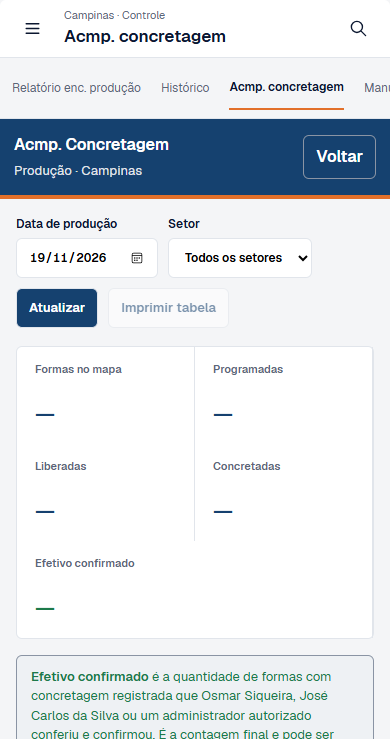 Campinas · Controle
Acmp. concretagem
Relatório enc. produção Histórico Acmp. concretagem Manu
Acmp. Concretagem
Produção · Campinas
Voltar
Data de produção Setor
19/11/2026 Todos os setores
Atualizar Imprimir tabela
Formas no mapa Programadas
— —
Liberadas Concretadas
— —
Efetivo confirmado
—
Efetivo confirmado é a quantidade de formas com
concretagem registrada que Osmar Siqueira, José
Carlos da Silva ou um administrador autorizado
conferiu e confirmou. É a contagem final e pode ser